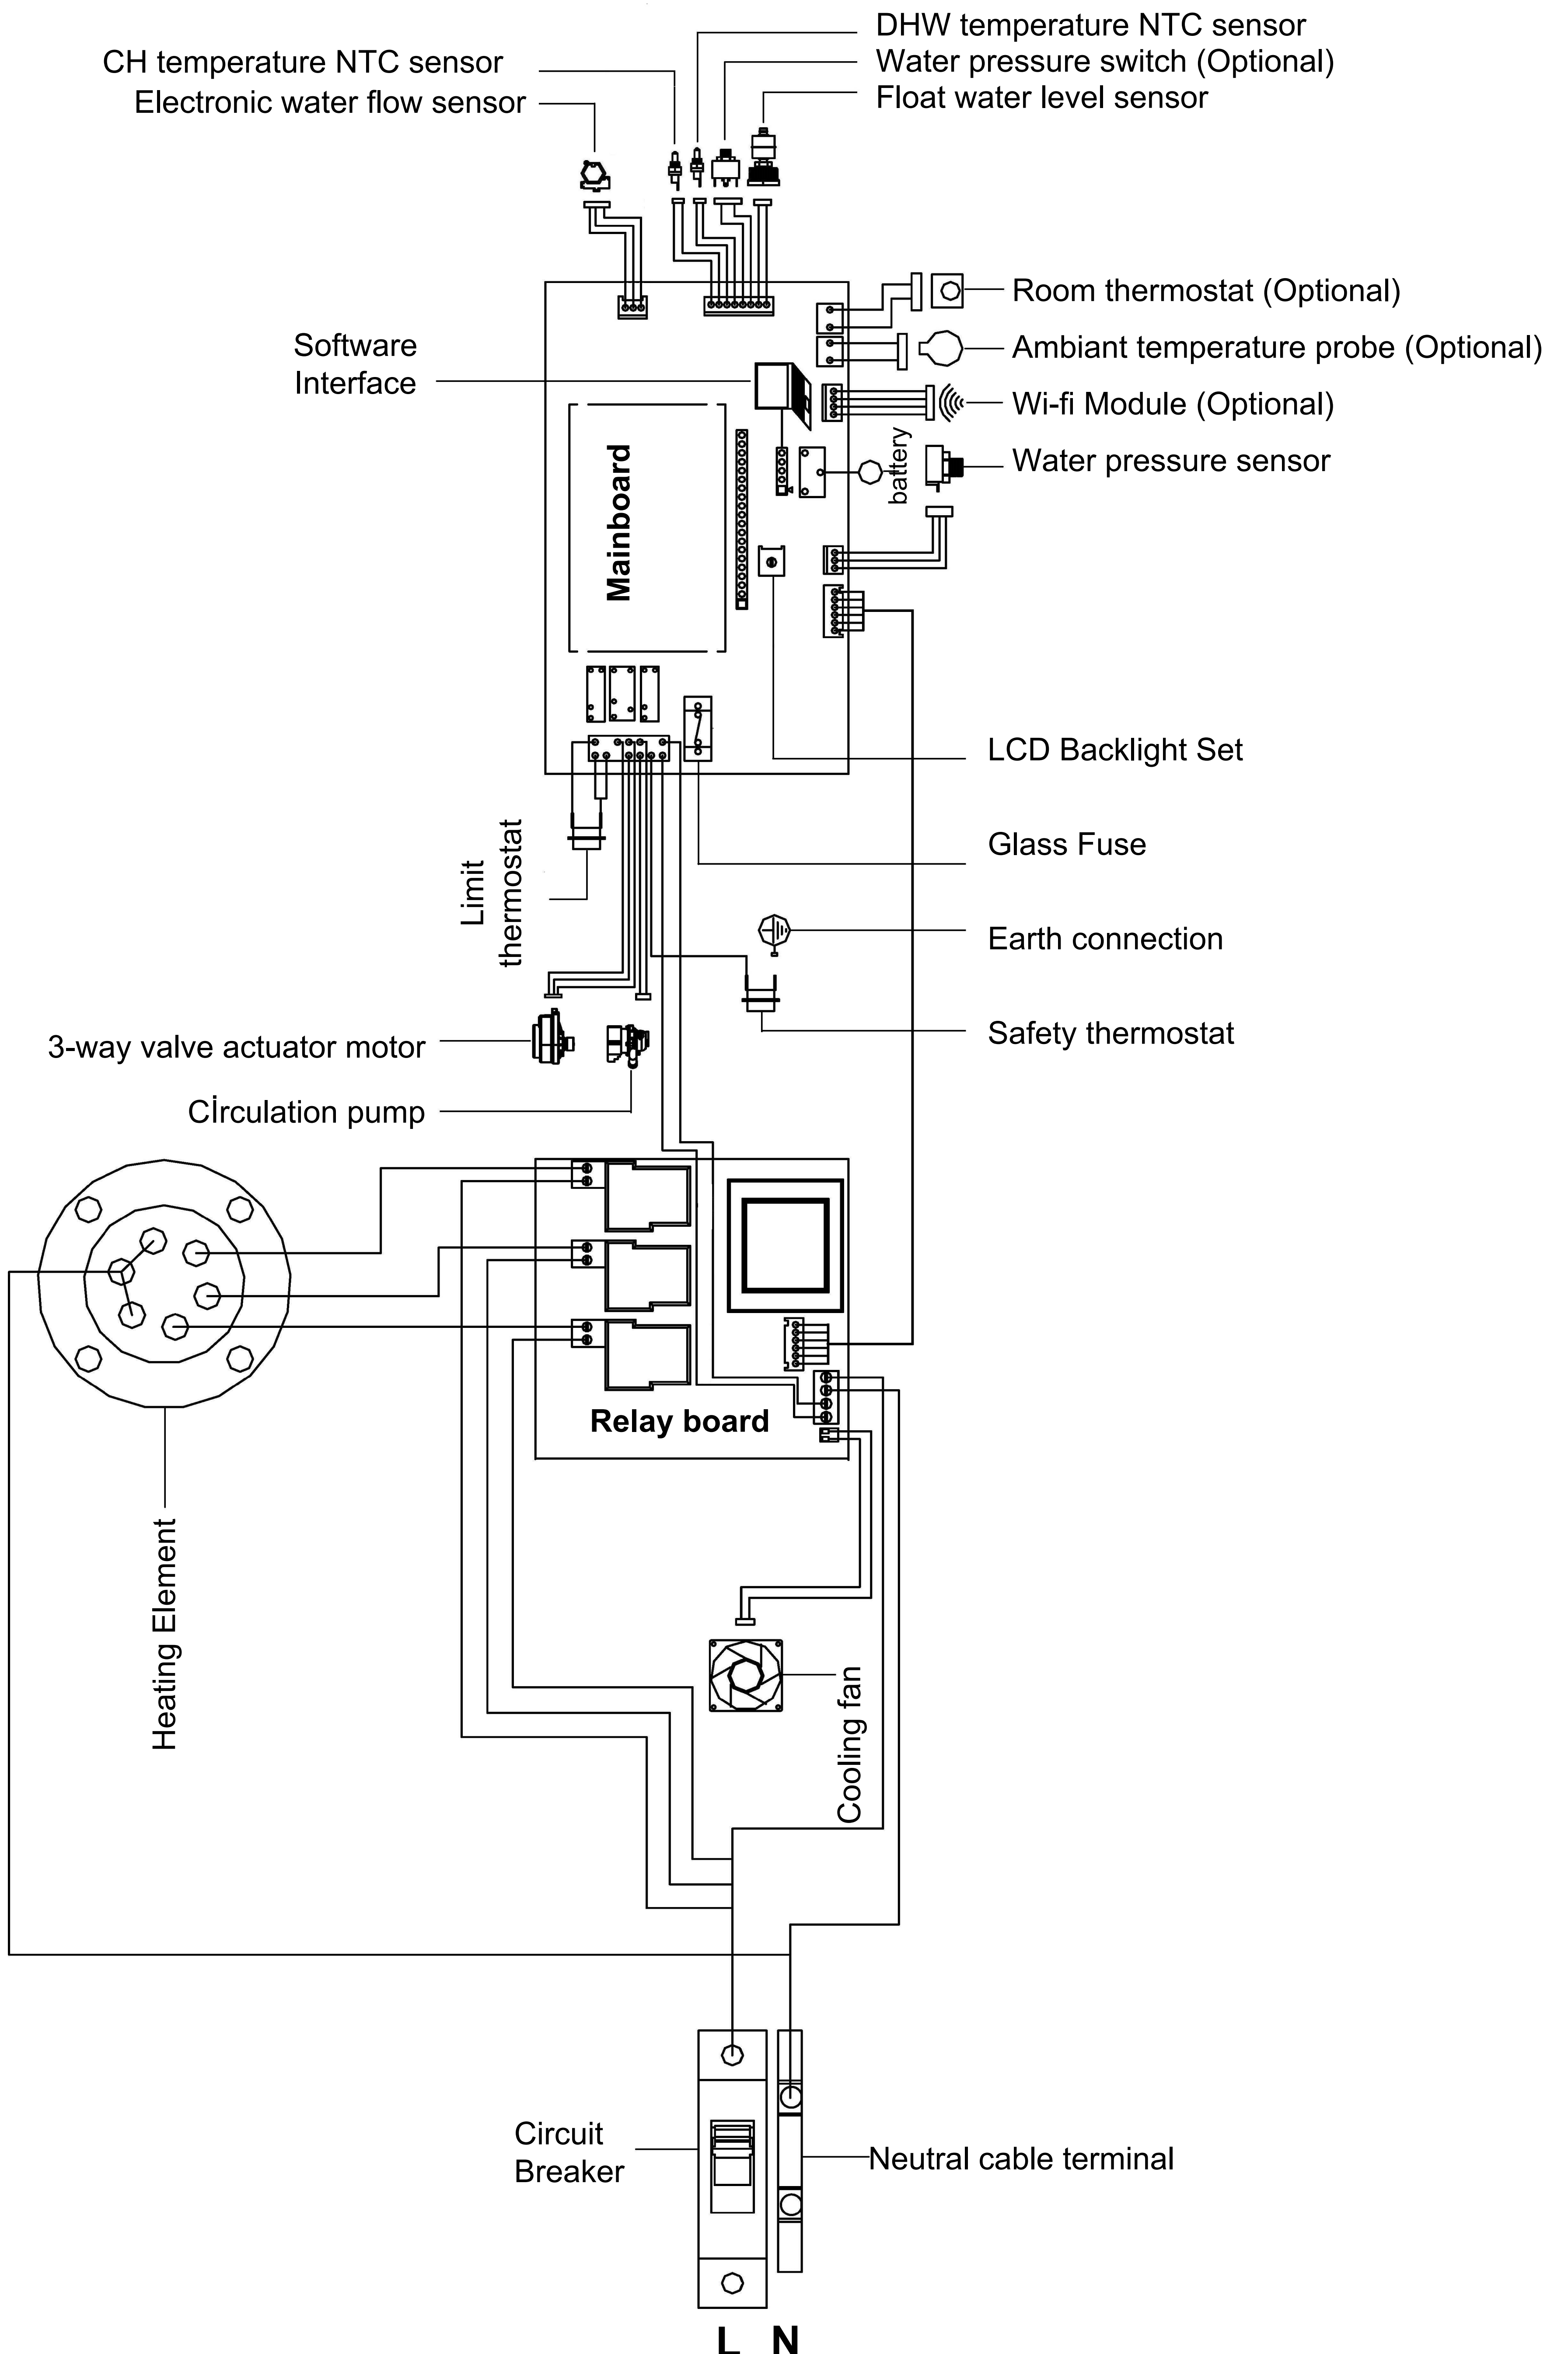 DHW temperature NTC sensor
CH temperature NTC sensor
Water pressure switch (Optional)
Electronic water flow sensor
Float water level sensor
Room thermostat (Optional)
Software
Interface
Ambiant temperature probe (Optional)
Wi-fi Module (Optional)
battery
Water pressure sensor
Mainboard
LCD Backlight Set
Glass Fuse
Limit
thermostat
Earth connection
Safety thermostat
3-way valve actuator motor
Cİrculation pump
Relay board
Heating Element
Cooling fan
Circuit
Breaker
Neutral cable terminal
L N